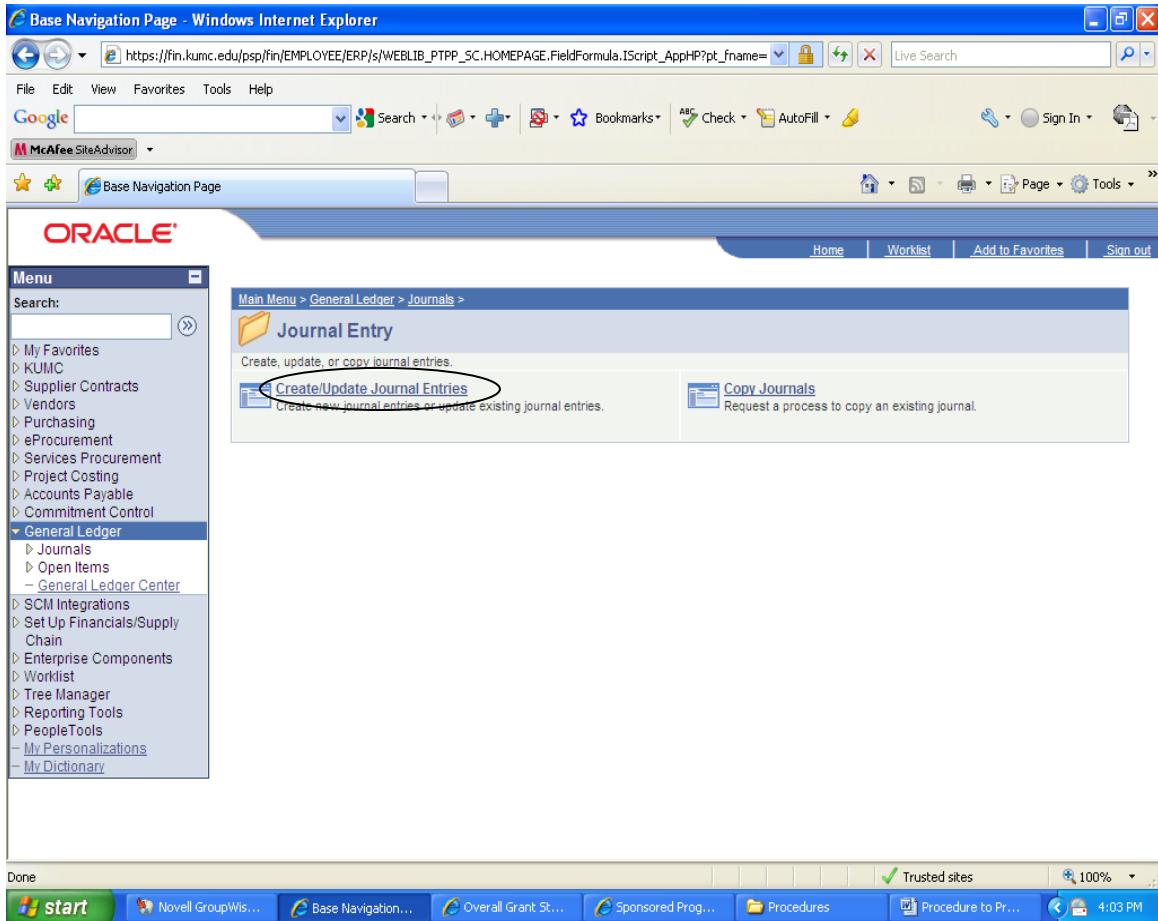 Base Navigation Page - Windows Internet Explorer
https://fin.kumc.edu/psp/fin/EMPLOYEE/ERP/s/WEBLIB_PTPP_SC.HOMEPAGE.FieldFormula.IScript_AppHP?pt_fname= Live Search
File Edit View Favorites Tools Help
Google Search Bookmarks ABC Check AutoFill Sign In
M McAfee SiteAdvisor
Base Navigation Page Page Tools
ORACLE
Home Worklist Add to Favorites Sign out
Menu
Search:
My Favorites
KUMC
Supplier Contracts
Vendors
Purchasing
eProcurement
Services Procurement
Project Costing
Accounts Payable
Commitment Control
General Ledger
Journals
Open Items
– General Ledger Center
SCM Integrations
Set Up Financials/Supply
Chain
Enterprise Components
Worklist
Tree Manager
Reporting Tools
PeopleTools
– My Personalizations
– My Dictionary
Main Menu > General Ledger > Journals >
Journal Entry
Create, update, or copy journal entries.
Create/Update Journal Entries
Create new journal entries or update existing journal entries.
Copy Journals
Request a process to copy an existing journal.
Done Trusted sites 100%
start Novell GroupWis... Base Navigation... Overall Grant St... Sponsored Prog... Procedures Procedure to Pr... 4:03 PM